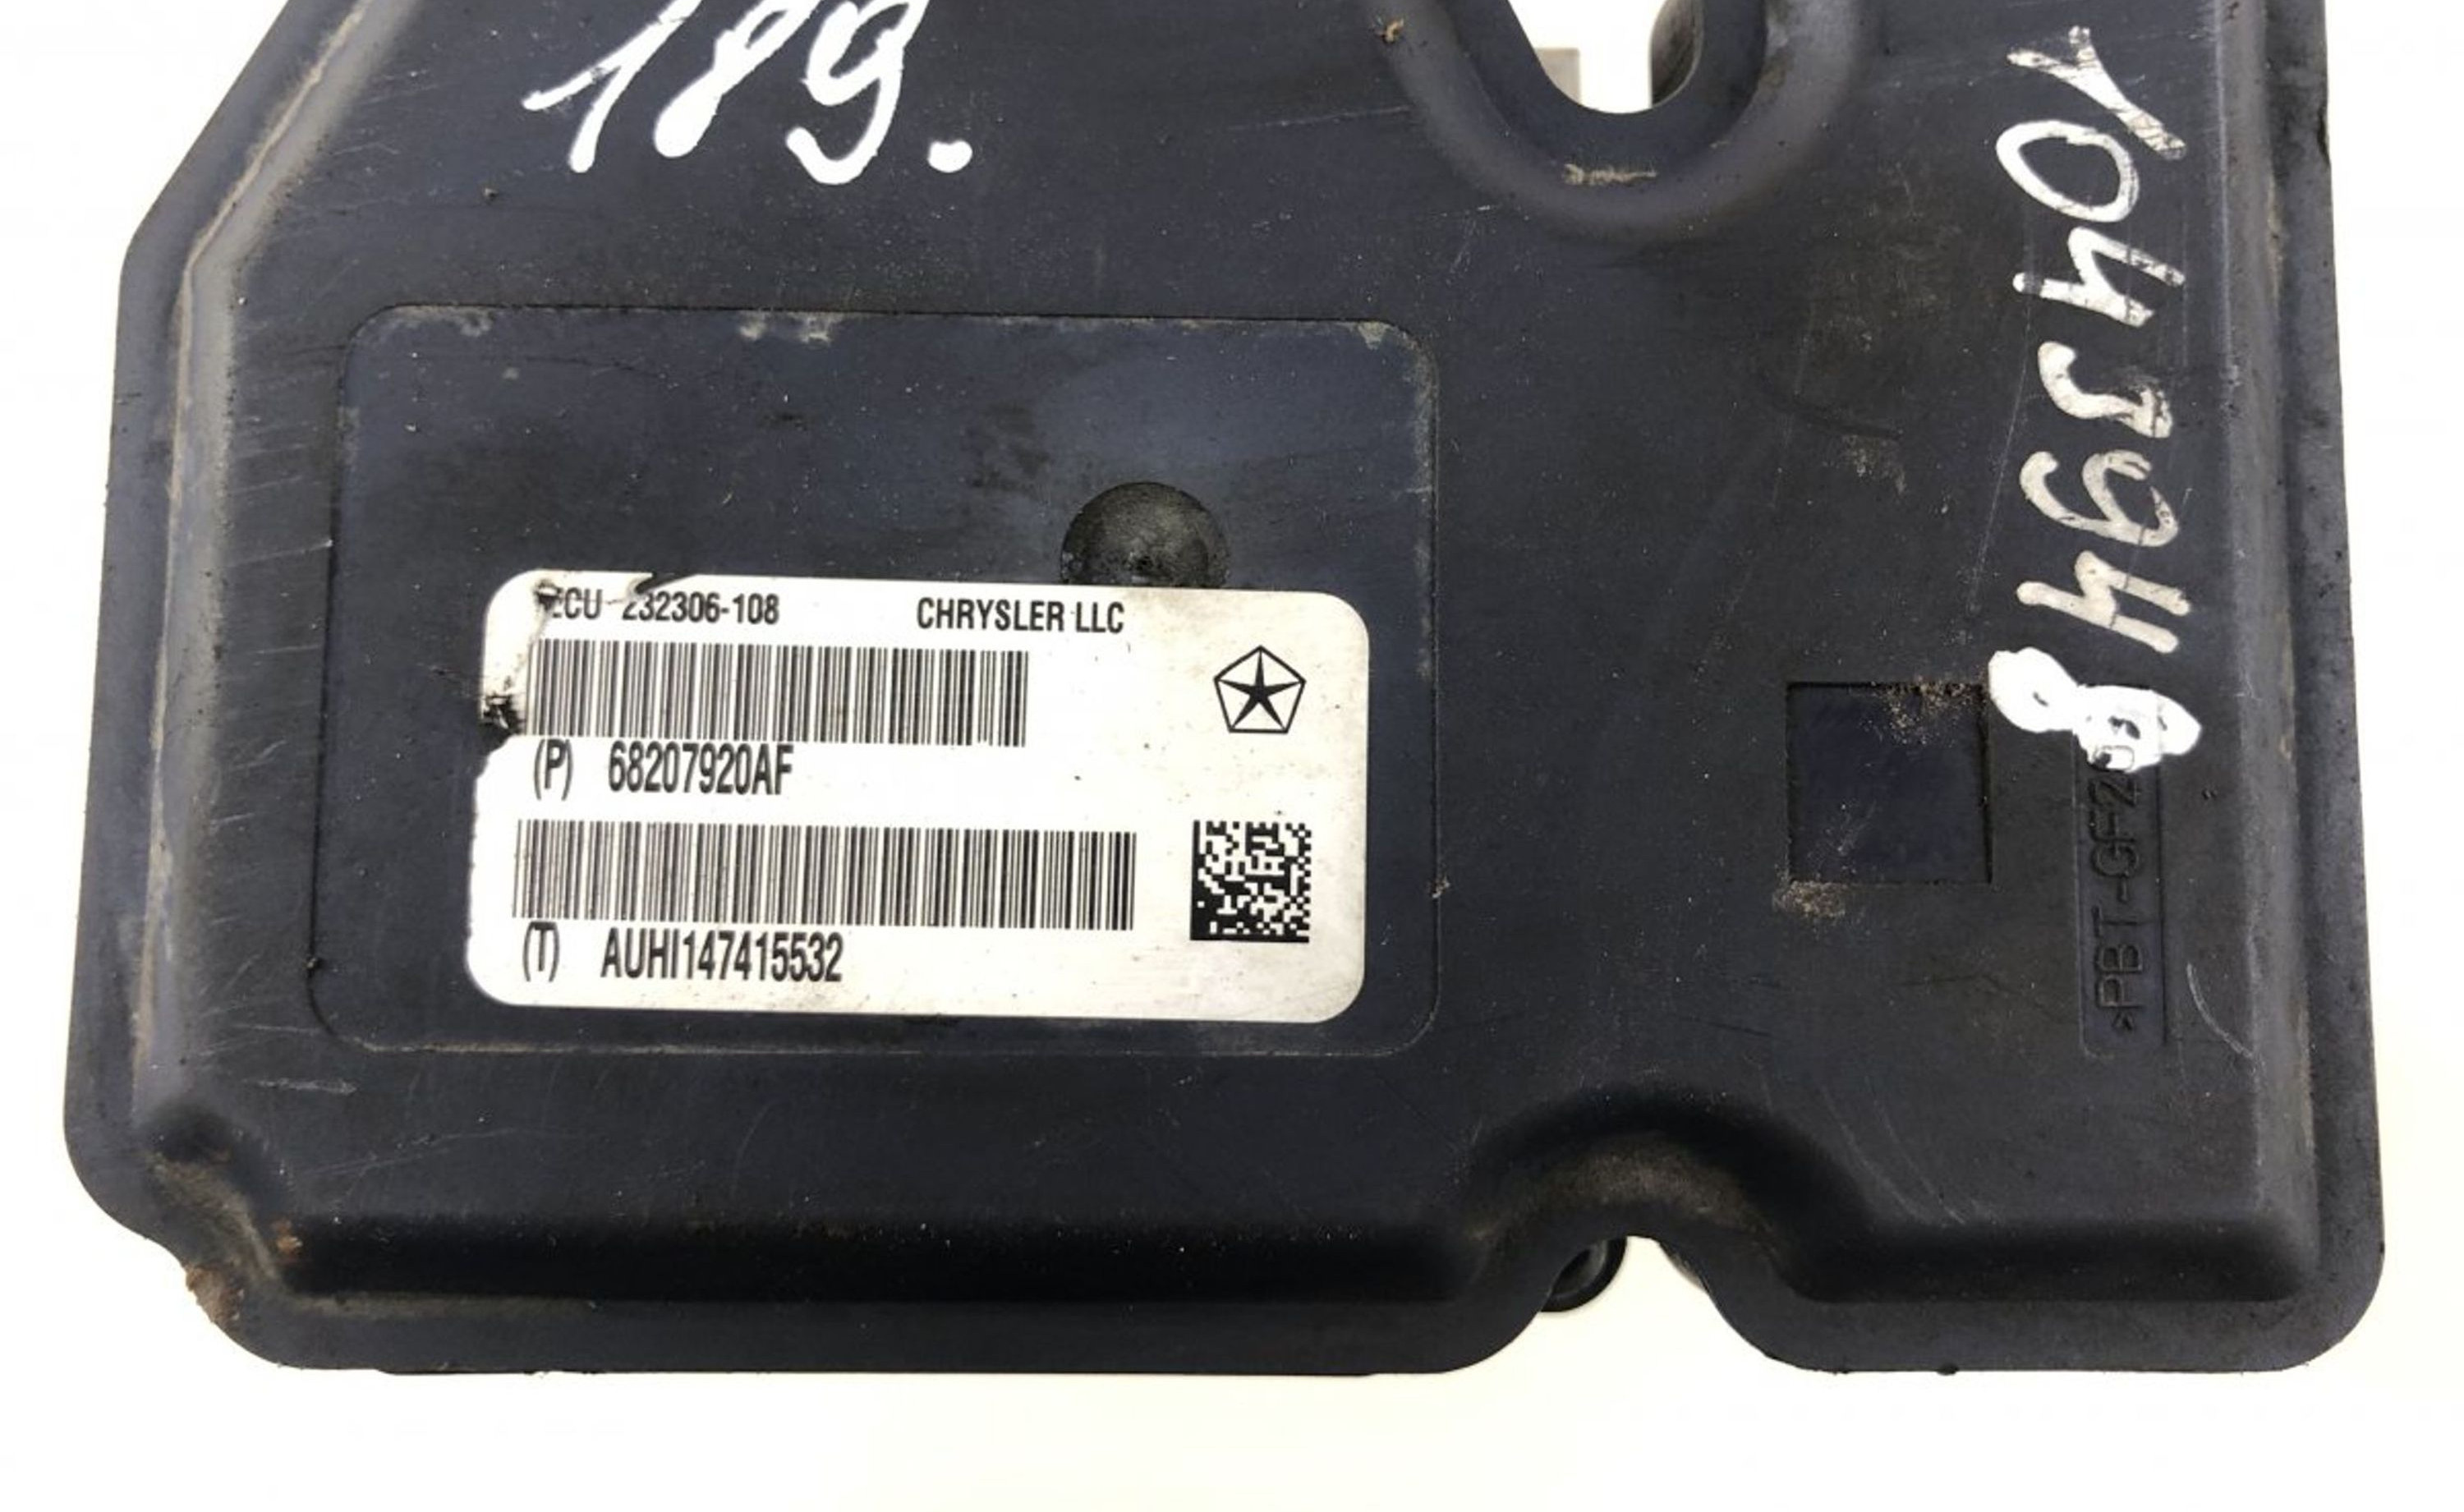 189.
ECU 232306-108 CHRYSLER LLC
(P) 68207920AF
(T) AUHI147415532
>PBT-GF2